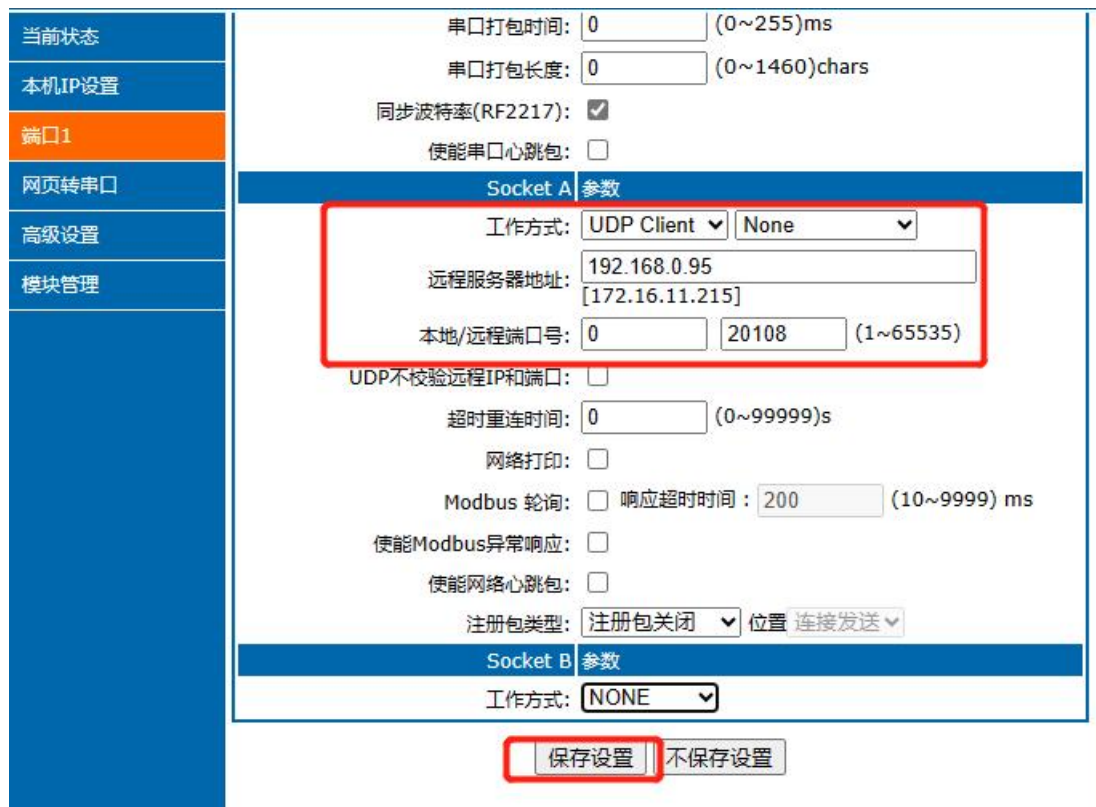 当前状态
本机IP设置
端口1
网页转串口
高级设置
模块管理
串口打包时间: 0 (0~255)ms
串口打包长度: 0 (0~1460)chars
同步波特率(RF2217):
使能串口心跳包:
Socket A 参数
工作方式: UDP Client None
远程服务器地址: 192.168.0.95
[172.16.11.215]
本地/远程端口号: 0 20108 (1~65535)
UDP不校验远程IP和端口:
超时重连时间: 0 (0~99999)s
网络打印:
Modbus 轮询: 响应超时时间: 200 (10~9999) ms
使能Modbus异常响应:
使能网络心跳包:
注册包类型: 注册包关闭 位置 连接发送
Socket B 参数
工作方式: NONE
保存设置 不保存设置